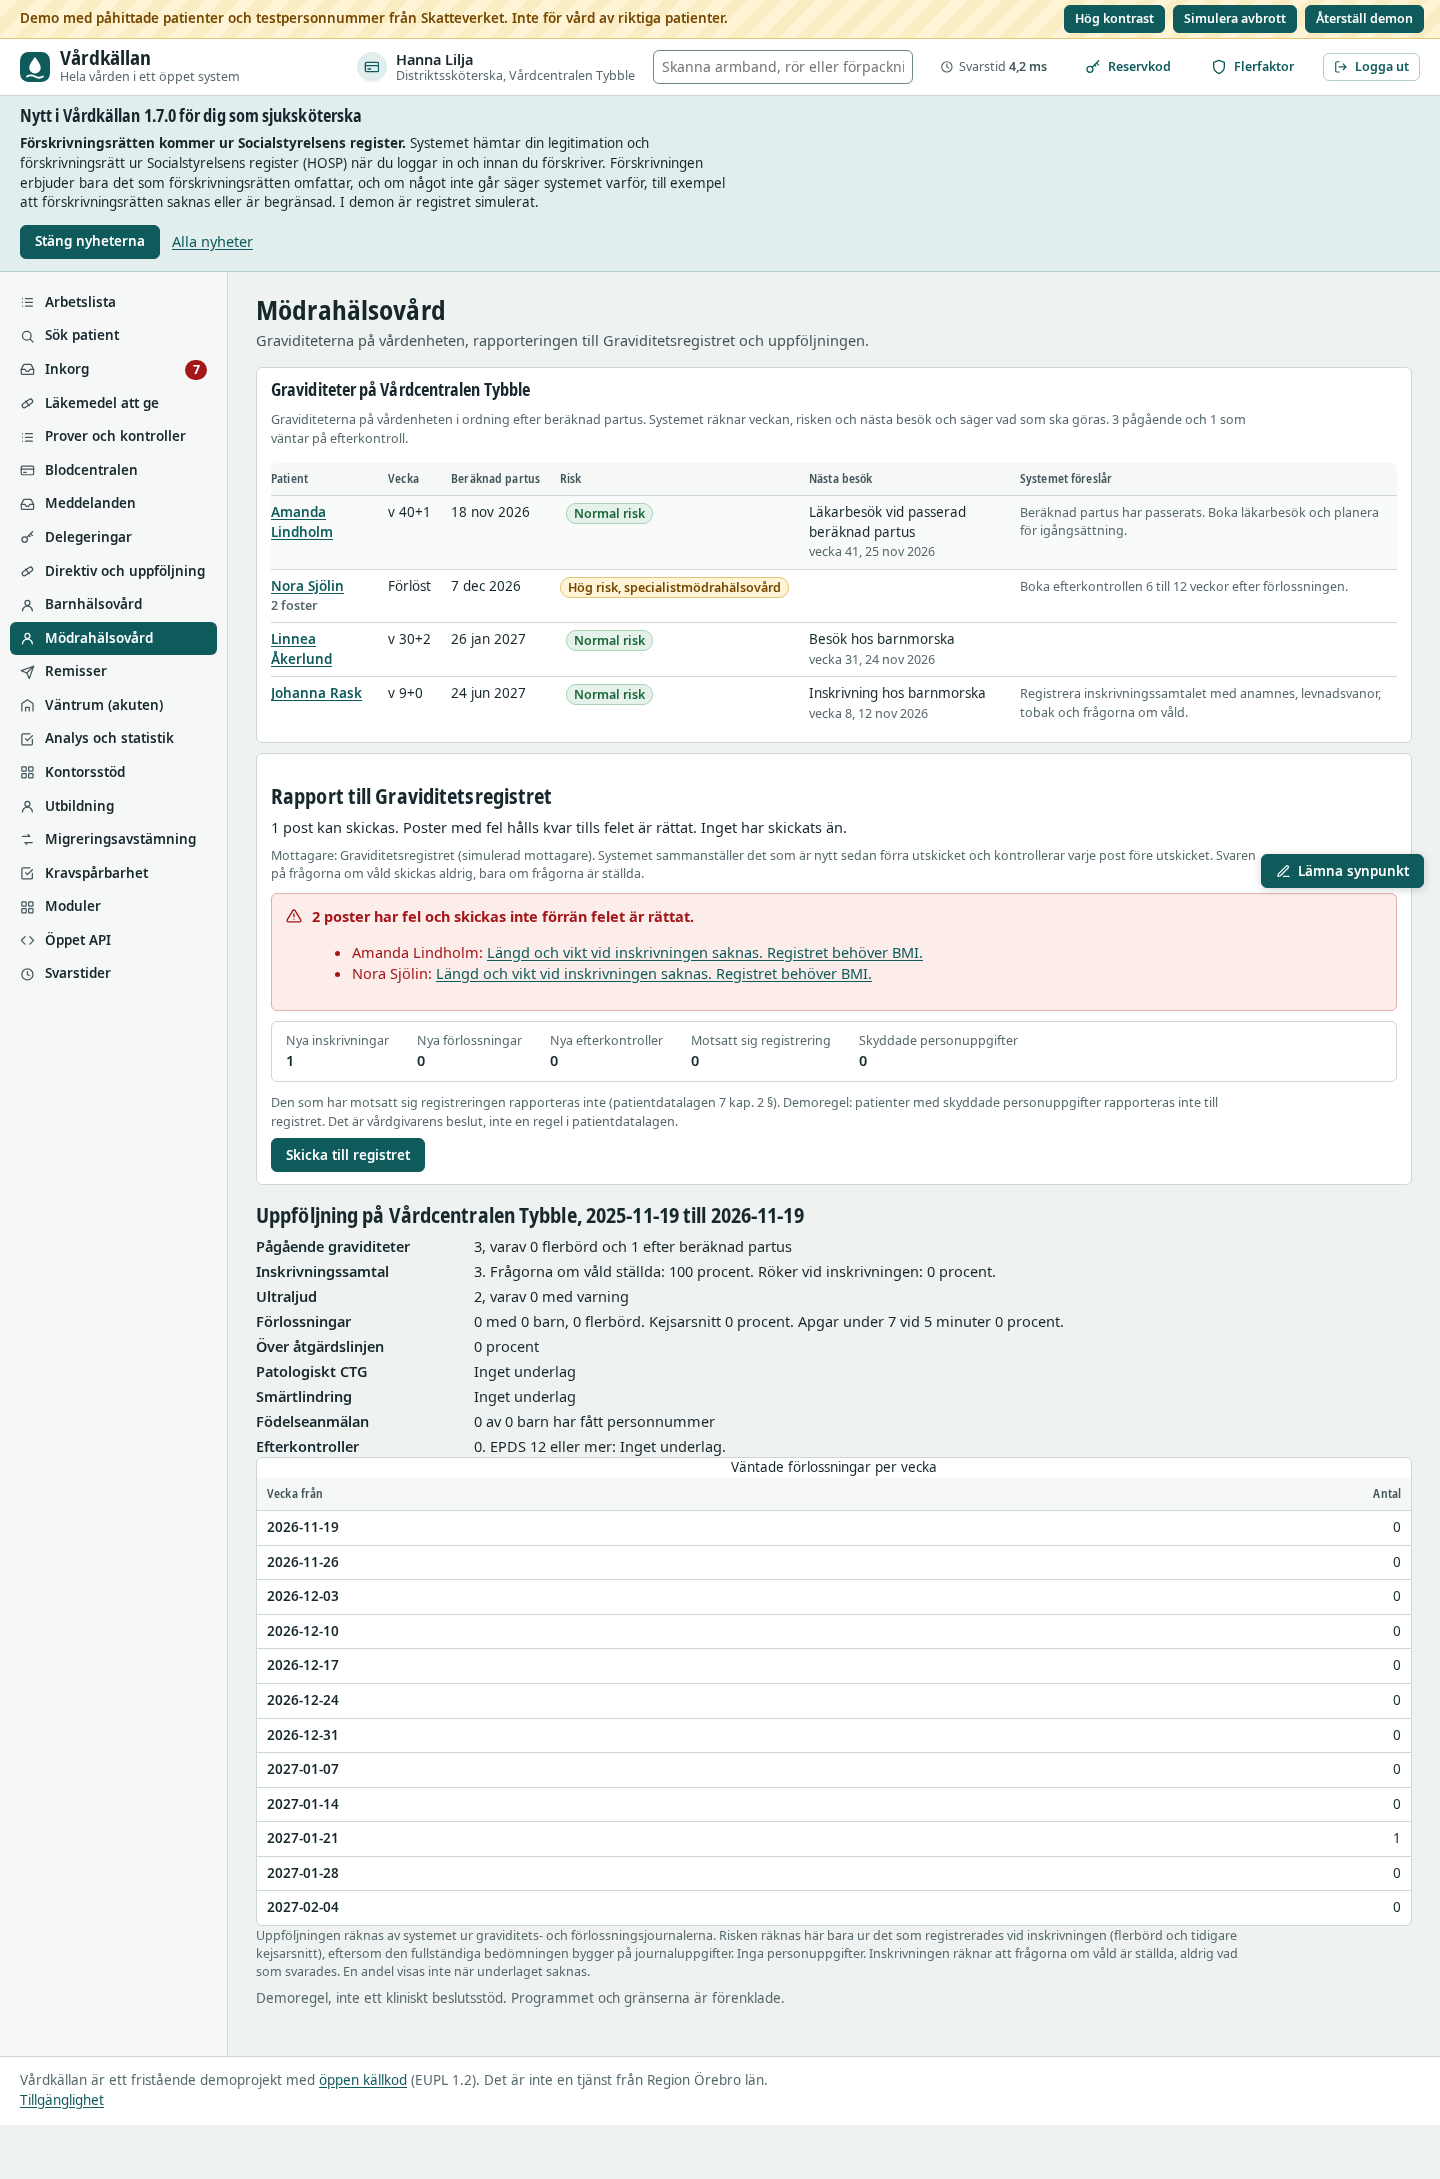 Demo med påhittade patienter och testpersonnummer från Skatteverket. Inte för vård av riktiga patienter.
Hög kontrast
Simulera avbrott
Återställ demon
Vårdkällan
Hela vården i ett öppet system
Hanna Lilja
Distriktssköterska, Vårdcentralen Tybble
Skanna armband, rör eller förpackni
Svarstid 4,2 ms
Reservkod
Flerfaktor
Logga ut
Nytt i Vårdkällan 1.7.0 för dig som sjuksköterska
Förskrivningsrätten kommer ur Socialstyrelsens register. Systemet hämtar din legitimation och
förskrivningsrätt ur Socialstyrelsens register (HOSP) när du loggar in och innan du förskriver. Förskrivningen
erbjuder bara det som förskrivningsrätten omfattar, och om något inte går säger systemet varför, till exempel
att förskrivningsrätten saknas eller är begränsad. I demon är registret simulerat.
Stäng nyheterna
Alla nyheter
Arbetslista
Sök patient
Inkorg
7
Läkemedel att ge
Prover och kontroller
Blodcentralen
Meddelanden
Delegeringar
Direktiv och uppföljning
Barnhälsovård
Mödrahälsovård
Remisser
Väntrum (akuten)
Analys och statistik
Kontorsstöd
Utbildning
Migreringsavstämning
Kravspårbarhet
Moduler
Öppet API
Svarstider
Mödrahälsovård
Graviditeterna på vårdenheten, rapporteringen till Graviditetsregistret och uppföljningen.
Graviditeter på Vårdcentralen Tybble
Graviditeterna på vårdenheten i ordning efter beräknad partus. Systemet räknar veckan, risken och nästa besök och säger vad som ska göras. 3 pågående och 1 som
väntar på efterkontroll.
Patient
Vecka
Beräknad partus
Risk
Nästa besök
Systemet föreslår
Amanda
Lindholm
v 40+1
18 nov 2026
Normal risk
Läkarbesök vid passerad
beräknad partus
vecka 41, 25 nov 2026
Beräknad partus har passerats. Boka läkarbesök och planera
för igångsättning.
Nora Sjölin
2 foster
Förlöst
7 dec 2026
Hög risk, specialistmödrahälsovård
Boka efterkontrollen 6 till 12 veckor efter förlossningen.
Linnea
Åkerlund
v 30+2
26 jan 2027
Normal risk
Besök hos barnmorska
vecka 31, 24 nov 2026
Johanna Rask
v 9+0
24 jun 2027
Normal risk
Inskrivning hos barnmorska
vecka 8, 12 nov 2026
Registrera inskrivningssamtalet med anamnes, levnadsvanor,
tobak och frågorna om våld.
Rapport till Graviditetsregistret
1 post kan skickas. Poster med fel hålls kvar tills felet är rättat. Inget har skickats än.
Mottagare: Graviditetsregistret (simulerad mottagare). Systemet sammanställer det som är nytt sedan förra utskicket och kontrollerar varje post före utskicket. Svaren
på frågorna om våld skickas aldrig, bara om frågorna är ställda.
Lämna synpunkt
2 poster har fel och skickas inte förrän felet är rättat.
Amanda Lindholm: Längd och vikt vid inskrivningen saknas. Registret behöver BMI.
Nora Sjölin: Längd och vikt vid inskrivningen saknas. Registret behöver BMI.
Nya inskrivningar
1
Nya förlossningar
0
Nya efterkontroller
0
Motsatt sig registrering
0
Skyddade personuppgifter
0
Den som har motsatt sig registreringen rapporteras inte (patientdatalagen 7 kap. 2 §). Demoregel: patienter med skyddade personuppgifter rapporteras inte till
registret. Det är vårdgivarens beslut, inte en regel i patientdatalagen.
Skicka till registret
Uppföljning på Vårdcentralen Tybble, 2025-11-19 till 2026-11-19
Pågående graviditeter
3, varav 0 flerbörd och 1 efter beräknad partus
Inskrivningssamtal
3. Frågorna om våld ställda: 100 procent. Röker vid inskrivningen: 0 procent.
Ultraljud
2, varav 0 med varning
Förlossningar
0 med 0 barn, 0 flerbörd. Kejsarsnitt 0 procent. Apgar under 7 vid 5 minuter 0 procent.
Över åtgärdslinjen
0 procent
Patologiskt CTG
Inget underlag
Smärtlindring
Inget underlag
Födelseanmälan
0 av 0 barn har fått personnummer
Efterkontroller
0. EPDS 12 eller mer: Inget underlag.
Väntade förlossningar per vecka
Vecka från
Antal
2026-11-19
0
2026-11-26
0
2026-12-03
0
2026-12-10
0
2026-12-17
0
2026-12-24
0
2026-12-31
0
2027-01-07
0
2027-01-14
0
2027-01-21
1
2027-01-28
0
2027-02-04
0
Uppföljningen räknas av systemet ur graviditets- och förlossningsjournalerna. Risken räknas här bara ur det som registrerades vid inskrivningen (flerbörd och tidigare
kejsarsnitt), eftersom den fullständiga bedömningen bygger på journaluppgifter. Inga personuppgifter. Inskrivningen räknar att frågorna om våld är ställda, aldrig vad
som svarades. En andel visas inte när underlaget saknas.
Demoregel, inte ett kliniskt beslutsstöd. Programmet och gränserna är förenklade.
Vårdkällan är ett fristående demoprojekt med öppen källkod (EUPL 1.2). Det är inte en tjänst från Region Örebro län.
Tillgänglighet